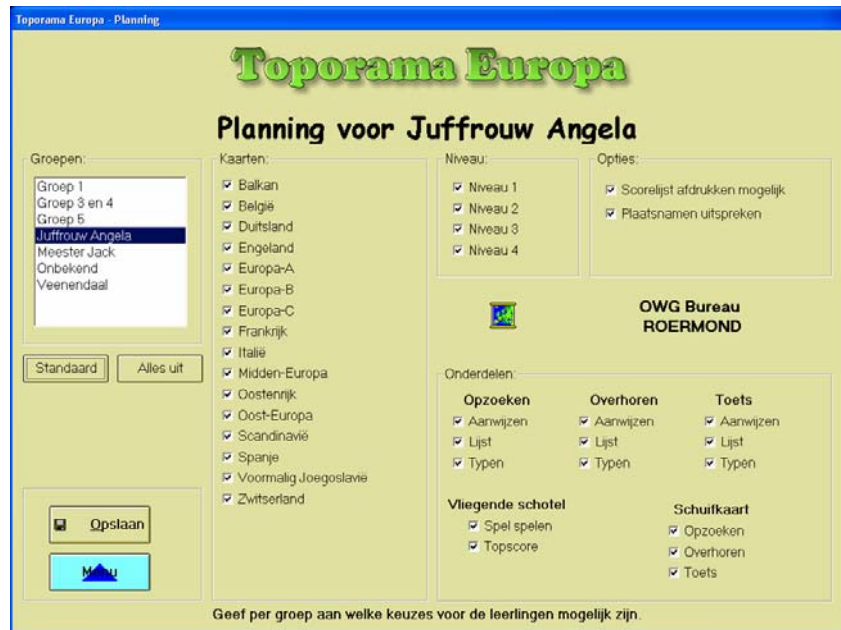 Toporama Europa - Planning
Toporama Europa
Planning voor Juffrouw Angela
Groepen:
Groep 1
Groep 3 en 4
Groep 5
Juffrouw Angela
Meester Jack
Onbekend
Veenendaal
Standaard
Alles uit
Opslaan
Menu
Kaarten:
Balkan
België
Duitsland
Engeland
Europa-A
Europa-B
Europa-C
Frankrijk
Italië
Midden-Europa
Oostenrijk
Oost-Europa
Scandinavië
Spanje
Voormalig Joegoslavië
Zwitserland
Niveau:
Niveau 1
Niveau 2
Niveau 3
Niveau 4
Opties:
Scorelijst afdrukken mogelijk
Plaatsnamen uitspreken
OWG Bureau
ROERMOND
Onderdelen:
Opzoeken
Aanwijzen
Lijst
Typen
Overhoren
Aanwijzen
Lijst
Typen
Toets
Aanwijzen
Lijst
Typen
Vliegende schotel
Spel spelen
Topscore
Schuifkaart
Opzoeken
Overhoren
Toets
Geef per groep aan welke keuzes voor de leerlingen mogelijk zijn.